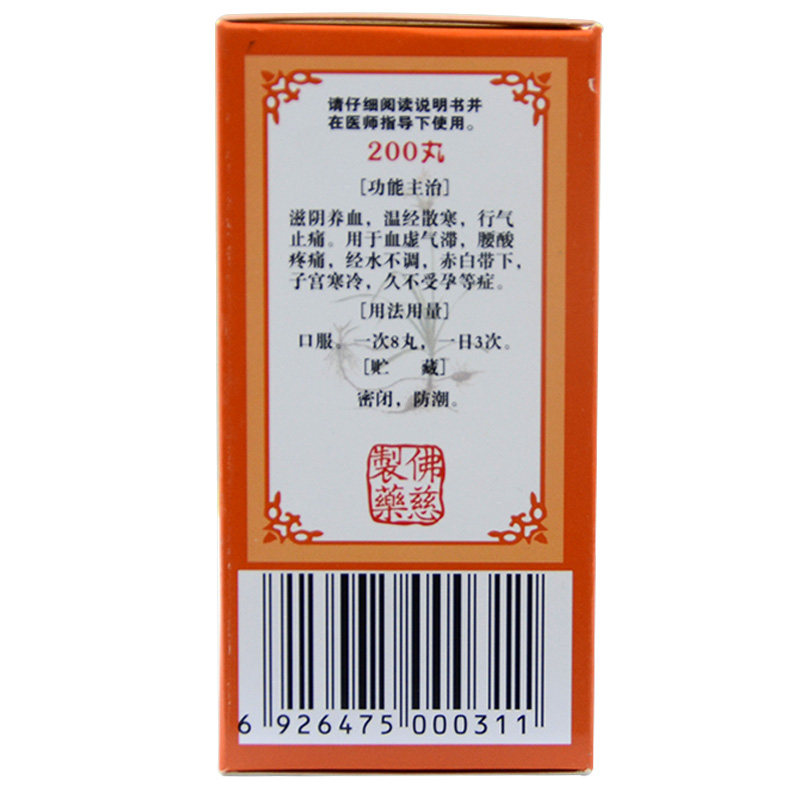 请仔细阅读说明书并
在医师指导下使用。
200丸
[功能主治]
滋阴养血，温经散寒，行气
止痛。用于血虚气滞，腰酸
疼痛，经水不调，赤白带下，
子宫寒冷，久不受孕等症。
[用法用量]
口服。一次8丸，一日3次。
[贮 藏]
密闭，防潮。
佛慈
製藥
6 926475 000311